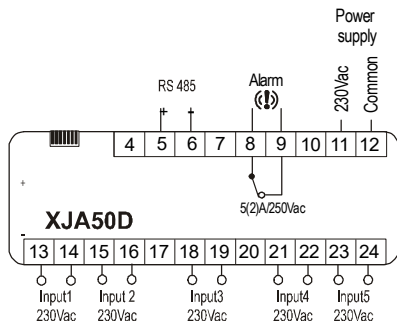 Power
supply
RS 485
Alarm
230Vac
Common
+ -
4 5 6 7 8 9 10 11 12
+
5(2)A/250Vac
XJA50D
-
13 14 15 16 17 18 19 20 21 22 23 24
Input1 Input 2 Input3 Input4 Input5
230Vac 230Vac 230Vac 230Vac 230Vac